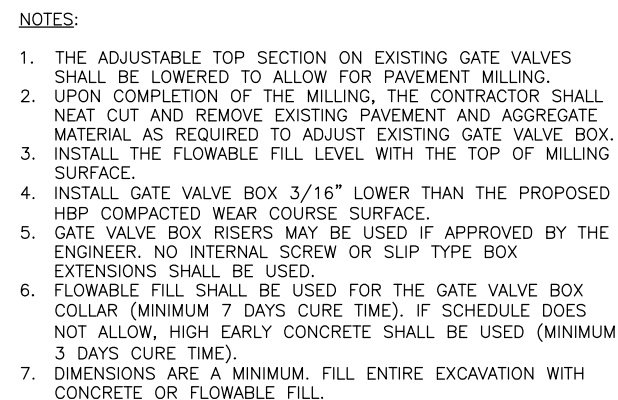 NOTES:
1. THE ADJUSTABLE TOP SECTION ON EXISTING GATE VALVES
SHALL BE LOWERED TO ALLOW FOR PAVEMENT MILLING.
2. UPON COMPLETION OF THE MILLING, THE CONTRACTOR SHALL
NEAT CUT AND REMOVE EXISTING PAVEMENT AND AGGREGATE
MATERIAL AS REQUIRED TO ADJUST EXISTING GATE VALVE BOX.
3. INSTALL THE FLOWABLE FILL LEVEL WITH THE TOP OF MILLING
SURFACE.
4. INSTALL GATE VALVE BOX 3/16” LOWER THAN THE PROPOSED
HBP COMPACTED WEAR COURSE SURFACE.
5. GATE VALVE BOX RISERS MAY BE USED IF APPROVED BY THE
ENGINEER. NO INTERNAL SCREW OR SLIP TYPE BOX
EXTENSIONS SHALL BE USED.
6. FLOWABLE FILL SHALL BE USED FOR THE GATE VALVE BOX
COLLAR (MINIMUM 7 DAYS CURE TIME). IF SCHEDULE DOES
NOT ALLOW, HIGH EARLY CONCRETE SHALL BE USED (MINIMUM
3 DAYS CURE TIME).
7. DIMENSIONS ARE A MINIMUM. FILL ENTIRE EXCAVATION WITH
CONCRETE OR FLOWABLE FILL.